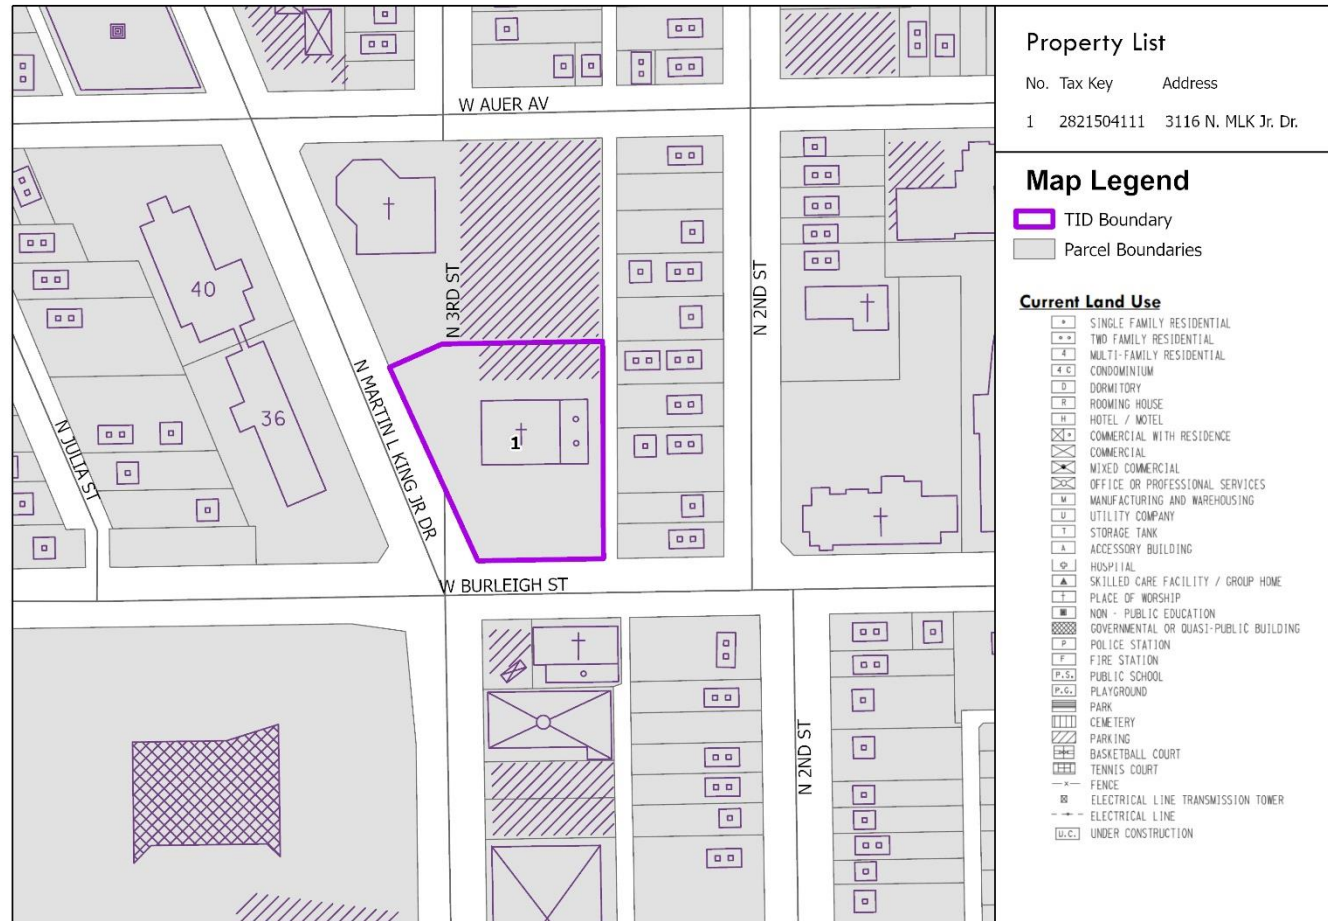 W AUER AV
N 3RD ST
N 2ND ST
N MARTIN L KING JR DR
N JULIA ST
40
36
1
W BURLEIGH ST
N 2ND ST
Property List
No. Tax Key Address
1 2821504111 3116 N. MLK Jr. Dr.
Map Legend
TID Boundary
Parcel Boundaries
Current Land Use
SINGLE FAMILY RESIDENTIAL
TWO FAMILY RESIDENTIAL
4 MULTI-FAMILY RESIDENTIAL
4 C CONDOMINIUM
D DORMITORY
R ROOMING HOUSE
H HOTEL / MOTEL
COMMERCIAL WITH RESIDENCE
COMMERCIAL
MIXED COMMERCIAL
OFFICE OR PROFESSIONAL SERVICES
M MANUFACTURING AND WAREHOUSING
U UTILITY COMPANY
T STORAGE TANK
A ACCESSORY BUILDING
HOSPITAL
SKILLED CARE FACILITY / GROUP HOME
PLACE OF WORSHIP
NON - PUBLIC EDUCATION
GOVERNMENTAL OR QUASI-PUBLIC BUILDING
P POLICE STATION
F FIRE STATION
P.S. PUBLIC SCHOOL
P.G. PLAYGROUND
PARK
CEMETERY
PARKING
BASKETBALL COURT
TENNIS COURT
FENCE
ELECTRICAL LINE TRANSMISSION TOWER
ELECTRICAL LINE
U.C. UNDER CONSTRUCTION